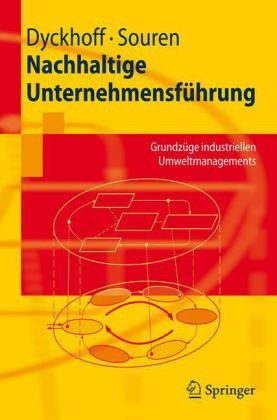 Dyckhoff · Souren
Nachhaltige
Unternehmensführung
Grundzüge industriellen
Umweltmanagements
Springer